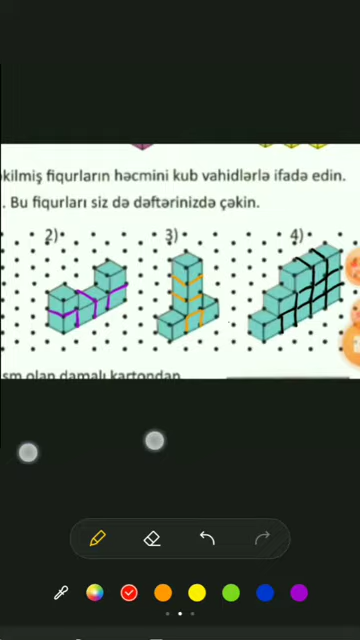 kilmiş fiqurların həcmini kub vahidlərlə ifadə edin.
. Bu fiqurları siz də dəftərinizdə çəkin.
2) 3) 4)
sm olan damalı kartondan